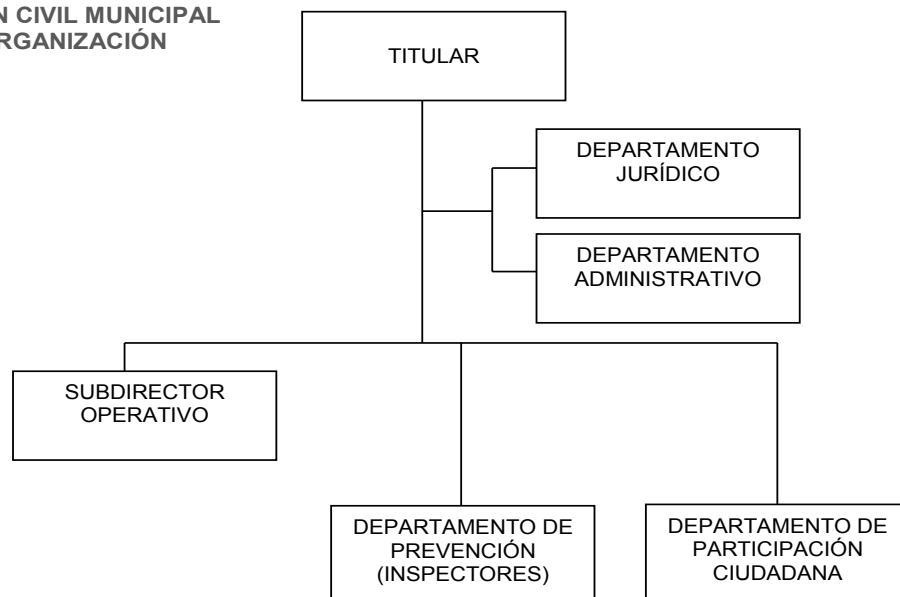 N CIVIL MUNICIPAL
RGANIZACIÓN
TITULAR
DEPARTAMENTO
JURÍDICO
DEPARTAMENTO
ADMINISTRATIVO
SUBDIRECTOR
OPERATIVO
DEPARTAMENTO DE
PREVENCIÓN
(INSPECTORES)
DEPARTAMENTO DE
PARTICIPACIÓN
CIUDADANA